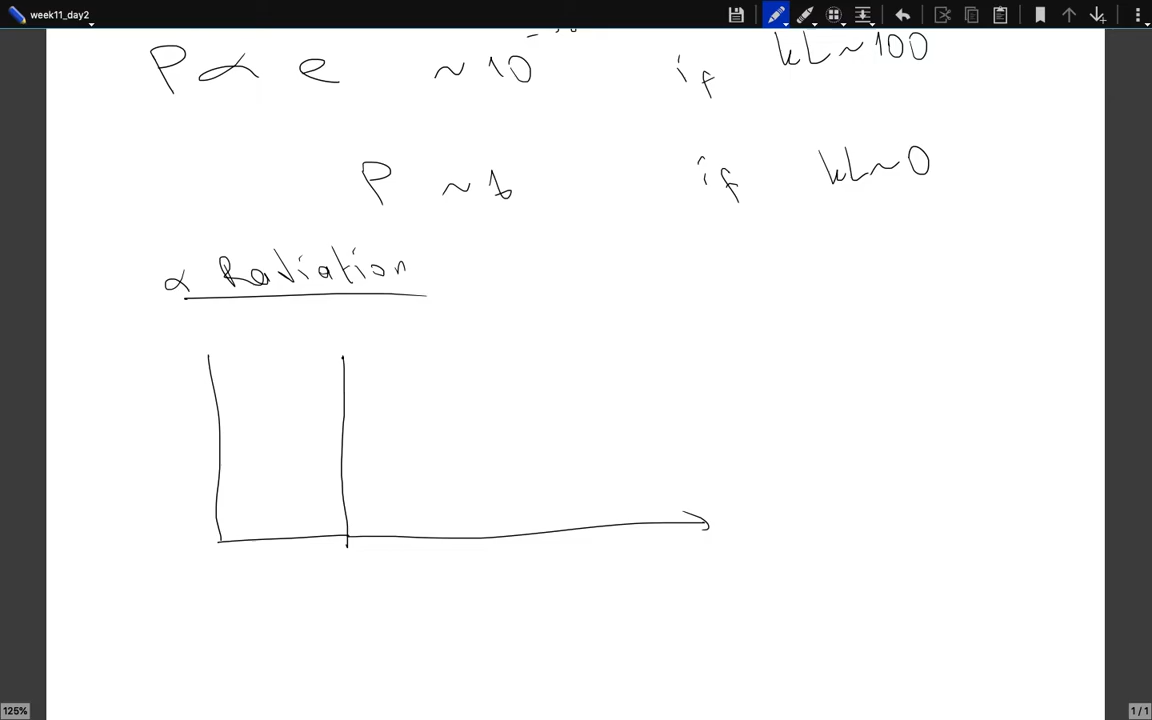 week11_day2
P ∝ e ~ 10 if kL ~ 100
P ~ 1 if kL ~ 0
α Radiation
125%
1 / 1